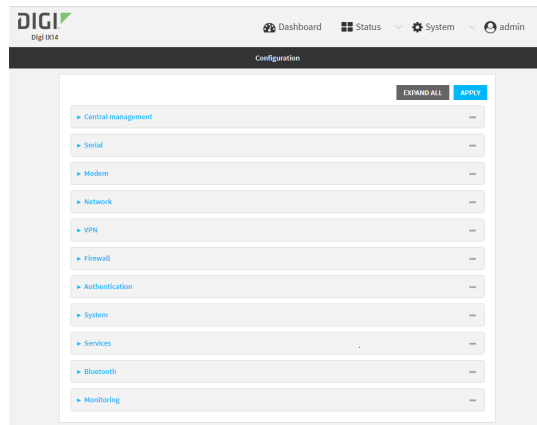 DIGI
Digi IX14
Dashboard Status System admin
Configuration
EXPAND ALL APPLY
Central management
Serial
Modem
Network
VPN
Firewall
Authentication
System
Services
Bluetooth
Monitoring